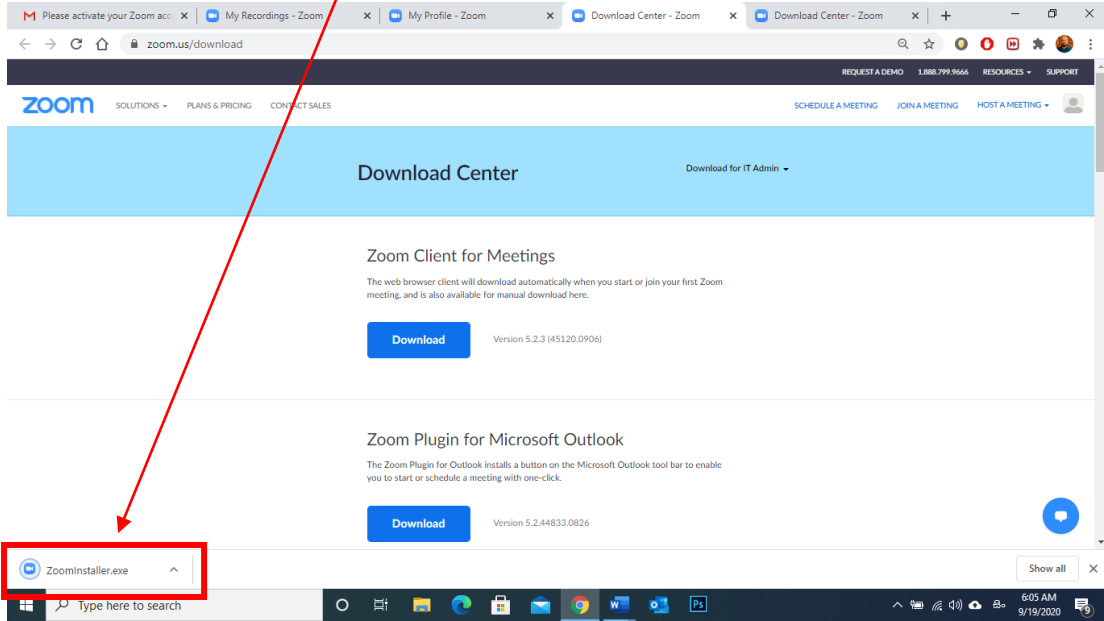 Please activate your Zoom acc
My Recordings - Zoom
My Profile - Zoom
Download Center - Zoom
Download Center - Zoom
zoom.us/download
REQUEST A DEMO 1.888.799.9666 RESOURCES SUPPORT
zoom SOLUTIONS PLANS & PRICING CONTACT SALES SCHEDULE A MEETING JOIN A MEETING HOST A MEETING
Download Center
Download for IT Admin
Zoom Client for Meetings
The web browser client will download automatically when you start or join your first Zoom
meeting, and is also available for manual download here.
Download Version 5.2.3 (45120.0906)
Zoom Plugin for Microsoft Outlook
The Zoom Plugin for Outlook installs a button on the Microsoft Outlook tool bar to enable
you to start or schedule a meeting with one-click.
Download Version 5.2.44833.0826
ZoomInstaller.exe
Show all
Type here to search
Ps
6:05 AM
9/19/2020
9